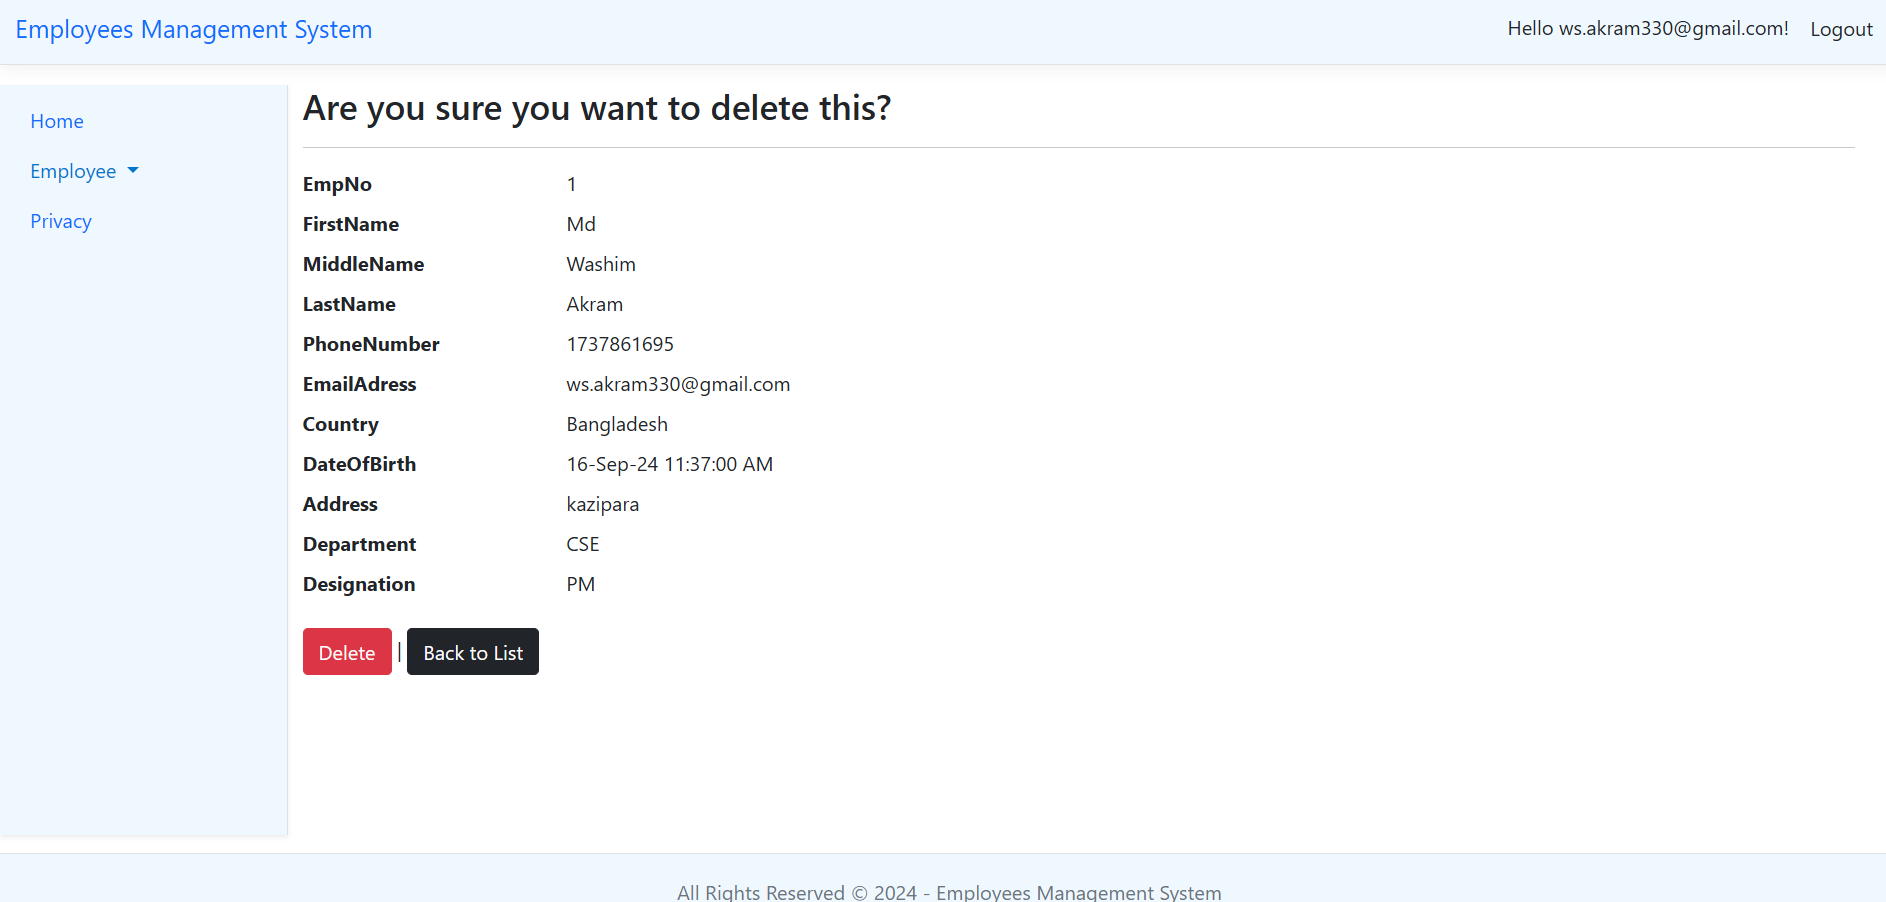 Employees Management System
Hello ws.akram330@gmail.com! Logout
Home
Employee
Privacy
Are you sure you want to delete this?
EmpNo 1
FirstName Md
MiddleName Washim
LastName Akram
PhoneNumber 1737861695
EmailAdress ws.akram330@gmail.com
Country Bangladesh
DateOfBirth 16-Sep-24 11:37:00 AM
Address kazipara
Department CSE
Designation PM
Delete | Back to List
All Rights Reserved © 2024 - Employees Management System